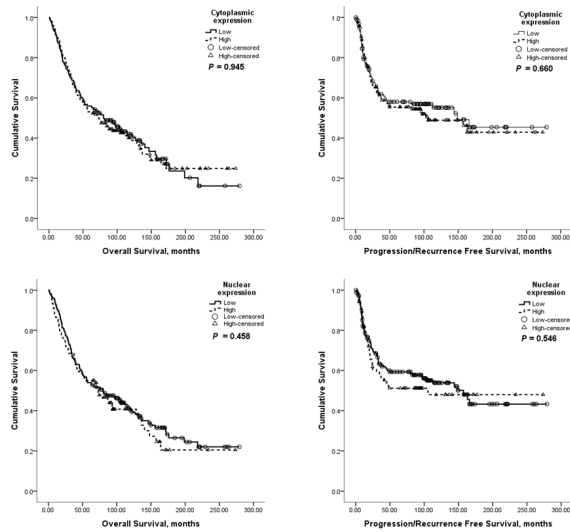 Cytoplasmic
expression
Low
High
Low-censored
High-censored
P = 0.945
1.0
0.8
0.6
0.4
0.2
0.0
Cumulative Survival
0.00 50.00 100.00 150.00 200.00 250.00 300.00
Overall Survival, months
Cytoplasmic
expression
Low
High
Low-censored
High-censored
P = 0.660
1.0
0.8
0.6
0.4
0.2
0.0
Cumulative Survival
0.00 50.00 100.00 150.00 200.00 250.00 300.00
Progression/Recurrence Free Survival, months
Nuclear
expression
Low
High
Low-censored
High-censored
P = 0.458
1.0
0.8
0.6
0.4
0.2
0.0
Cumulative Survival
0.00 50.00 100.00 150.00 200.00 250.00 300.00
Overall Survival, months
Nuclear
expression
Low
High
Low-censored
High-censored
P = 0.546
1.0
0.8
0.6
0.4
0.2
0.0
Cumulative Survival
0.00 50.00 100.00 150.00 200.00 250.00 300.00
Progression/Recurrence Free Survival, months